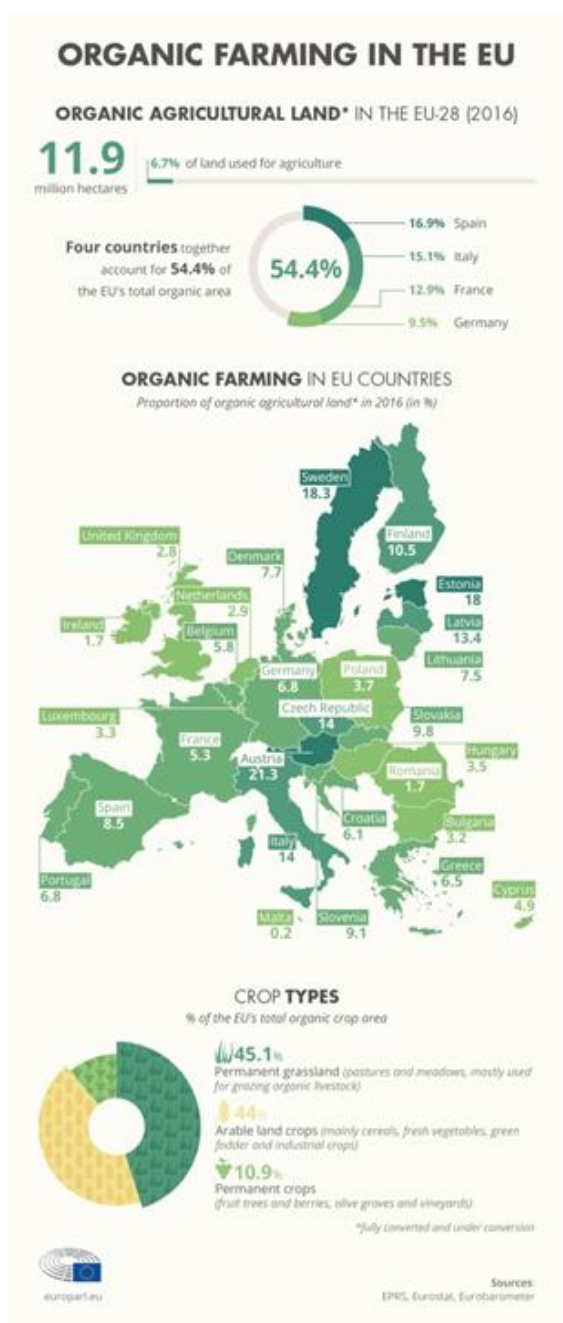 ORGANIC FARMING IN THE EU
ORGANIC AGRICULTURAL LAND* IN THE EU-28 (2016)
11.9
million hectares
6.7% of land used for agriculture
Four countries together
account for 54.4% of
the EU's total organic area
54.4%
16.9% Spain
15.1% Italy
12.9% France
9.5% Germany
ORGANIC FARMING IN EU COUNTRIES
Proportion of organic agricultural land* in 2016 (in %)
Sweden
18.3
Finland
10.5
United Kingdom
2.8
Denmark
7.7
Estonia
18
Netherlands
2.9
Ireland
1.7
Belgium
5.8
Latvia
13.4
Lithuania
7.5
Germany
6.8
Poland
3.7
Czech Republic
14
Luxembourg
3.3
Slovakia
9.8
France
5.3
Austria
21.3
Hungary
3.5
Romania
1.7
Spain
8.5
Croatia
6.1
Bulgaria
3.2
Italy
14
Greece
6.5
Portugal
6.8
Cyprus
4.9
Malta
0.2
Slovenia
9.1
CROP TYPES
% of the EU's total organic crop area
45.1%
Permanent grassland (pastures and meadows, mostly used
for grazing organic livestock)
44%
Arable land crops (mainly cereals, fresh vegetables, green
fodder and industrial crops)
10.9%
Permanent crops
(fruit trees and berries, olive groves and vineyards)
*fully converted and under conversion
europarl.eu
Sources:
EPRS, Eurostat, Eurobarometer